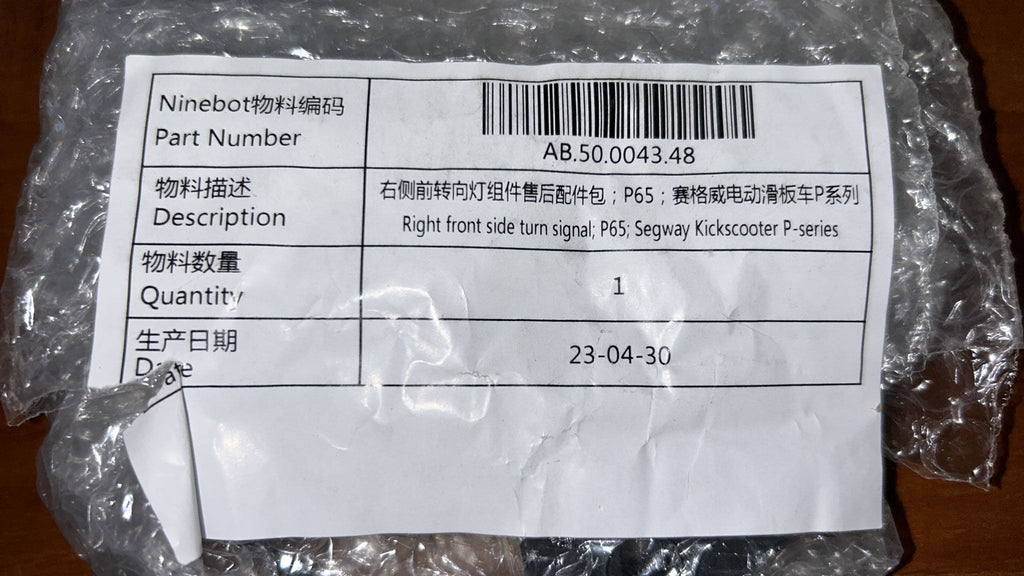 Ninebot物料编码
Part Number
AB.50.0043.48
物料描述
Description
右侧前转向灯组件售后配件包；P65；赛格威电动滑板车P系列
Right front side turn signal; P65; Segway Kickscooter P-series
物料数量
Quantity
1
生产日期
Date
23-04-30